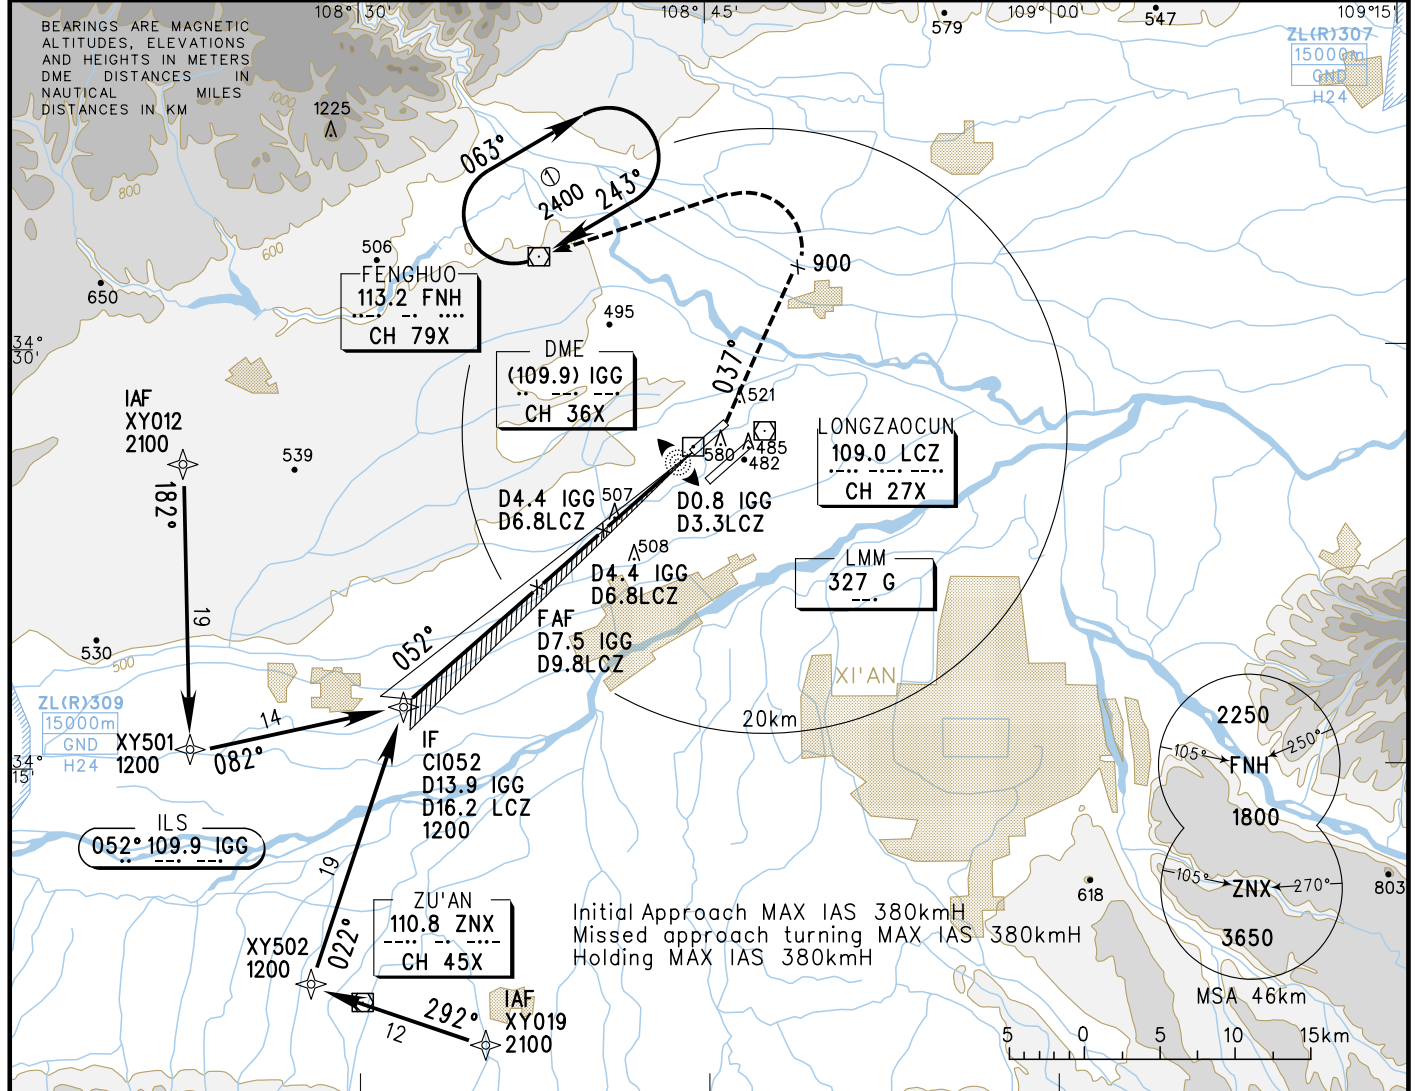 BEARINGS ARE MAGNETIC
ALTITUDES, ELEVATIONS
AND HEIGHTS IN METERS
DME DISTANCES IN
NAUTICAL MILES
DISTANCES IN KM
108°30'
108°45'
109°00'
109°15'
579
547
ZL(R)307
15000m
GND
H24
1225
1000
800
600
063°
1
2400
243°
506
650
FENGHUO
113.2 FNH
CH 79X
900
495
34°
30'
DME
(109.9) IGG
CH 36X
037°
521
IAF
XY012
2100
539
580
485
482
LONGZAOCUN
109.0 LCZ
CH 27X
182°
D4.4 IGG
D6.8LCZ
507
D0.8 IGG
D3.3LCZ
508
LMM
327 G
D4.4 IGG
D6.8LCZ
19
FAF
D7.5 IGG
D9.8LCZ
052°
530
500
XI'AN
ZL(R)309
15000m
GND
H24
14
20km
XY501
1200
082°
34°
15'
IF
CI052
D13.9 IGG
D16.2 LCZ
1200
2250
105°
250°
FNH
1800
ILS
052° 109.9 IGG
19
105°
ZNX
270°
3650
618
803
ZU'AN
110.8 ZNX
CH 45X
Initial Approach MAX IAS 380kmH
Missed approach turning MAX IAS 380kmH
Holding MAX IAS 380kmH
XY502
1200
022°
MSA 46km
292°
12
IAF
XY019
2100
5 0 5 10 15km